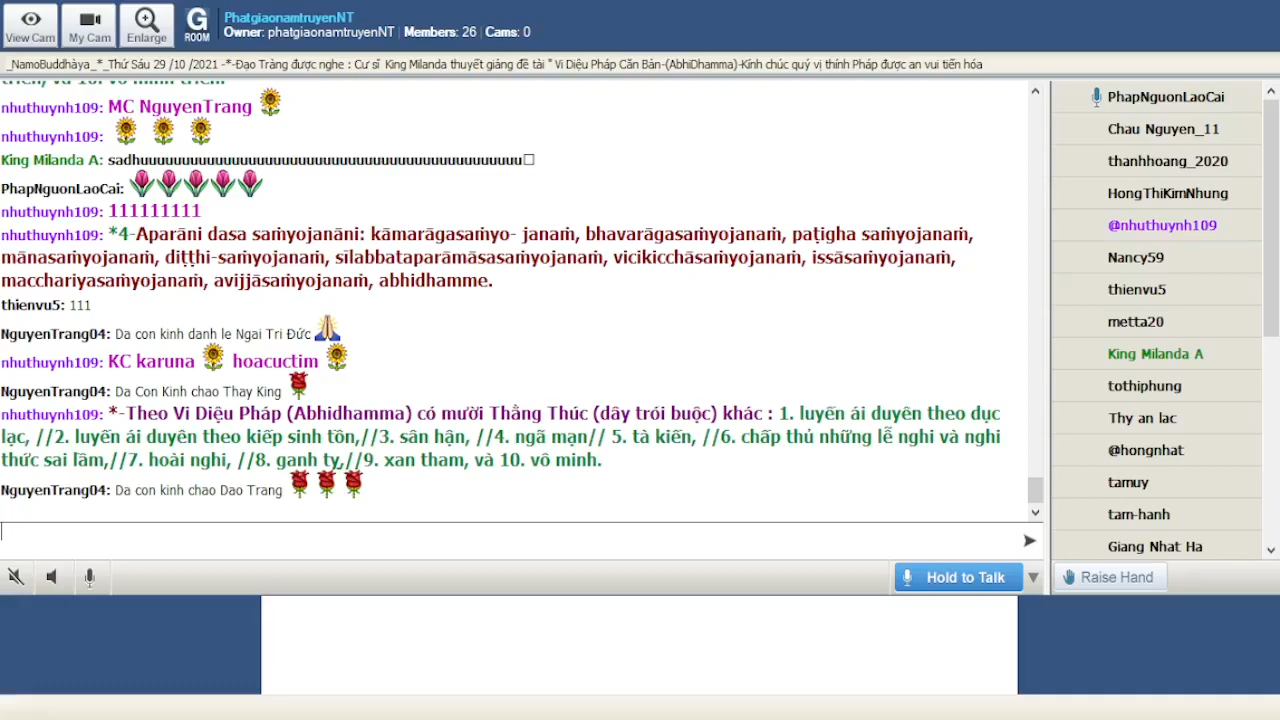 View Cam
My Cam
Enlarge
G
ROOM
PhatgiaonamtruyenNT
Owner: phatgiaonamtruyenNT | Members: 26 | Cams: 0
_NamoBuddhàya_*_Thứ Sáu 29 /10 /2021 -*-Đạo Tràng được nghe : Cư sĩ King Milanda thuyết giảng đề tài " Vi Diệu Pháp Căn Bản-(AbhiDhamma)-Kính chúc quý vị thính Pháp được an vui tiến hóa
nhuthuynh109: MC NguyenTrang
nhuthuynh109:
King Milanda A: sadhuuuuuuuuuuuuuuuuuuuuuuuuuuuuuuuuuuuuuuuuuuuuuu□
PhapNguonLaoCai:
nhuthuynh109: 111111111
nhuthuynh109: *4-Aparāni dasa saṁyojanāni: kāmarāgasaṁyo- janaṁ, bhavarāgasaṁyojanaṁ, paṭigha saṁyojanaṁ,
mānasaṁyojanaṁ, diṭṭhi-saṁyojanaṁ, sīlabbataparāmāsasaṁyojanaṁ, vicikicchāsaṁyojanaṁ, issāsaṁyojanaṁ,
macchariyasaṁyojanaṁ, avijjāsaṁyojanaṁ, abhidhamme.
thienvu5: 111
NguyenTrang04: Da con kinh danh le Ngai Tri Đức
nhuthuynh109: KC karuna hoacuctim
NguyenTrang04: Da Con Kinh chao Thay King
nhuthuynh109: *-Theo Vi Diệu Pháp (Abhidhamma) có mười Thằng Thúc (dây trói buộc) khác : 1. luyến ái duyên theo dục
lạc, //2. luyến ái duyên theo kiếp sinh tồn,//3. sân hận, //4. ngã mạn// 5. tà kiến, //6. chấp thủ những lễ nghi và nghi
thức sai lầm,//7. hoài nghi, //8. ganh tỵ,//9. xan tham, và 10. vô minh.
NguyenTrang04: Da con kinh chao Dao Trang
PhapNguonLaoCai
Chau Nguyen_11
thanhhoang_2020
HongThiKimNhung
@nhuthuynh109
Nancy59
thienvu5
metta20
King Milanda A
tothiphung
Thy an lac
@hongnhat
tamuy
tam-hanh
Giang Nhat Ha
Hold to Talk
Raise Hand